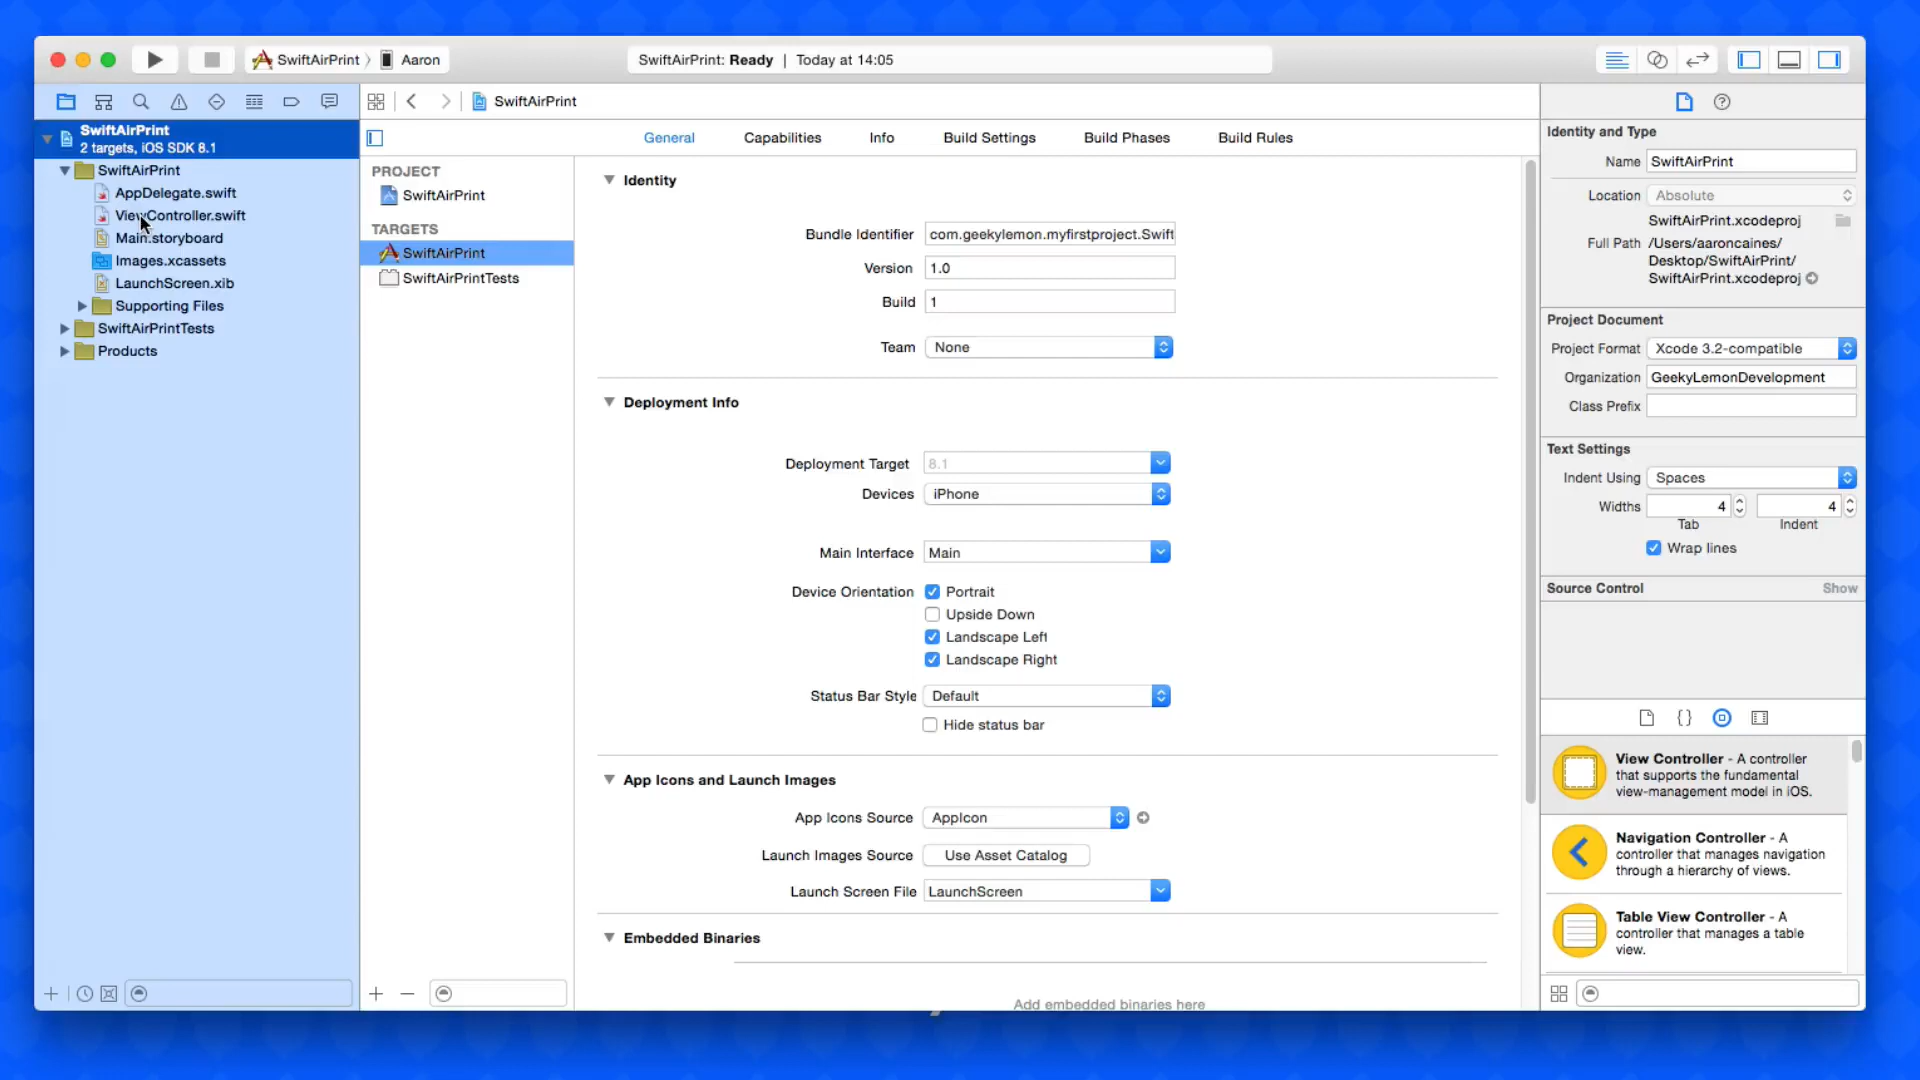 SwiftAirPrint 〉 Aaron
SwiftAirPrint: Ready | Today at 14:05
SwiftAirPrint
2 targets, iOS SDK 8.1
SwiftAirPrint
AppDelegate.swift
ViewController.swift
Main.storyboard
Images.xcassets
LaunchScreen.xib
Supporting Files
SwiftAirPrintTests
Products
SwiftAirPrint
General Capabilities Info Build Settings Build Phases Build Rules
PROJECT
SwiftAirPrint
TARGETS
SwiftAirPrint
SwiftAirPrintTests
Identity
Bundle Identifier com.geekylemon.myfirstproject.Swift
Version 1.0
Build 1
Team None
Deployment Info
Deployment Target 8.1
Devices iPhone
Main Interface Main
Device Orientation Portrait
Upside Down
Landscape Left
Landscape Right
Status Bar Style Default
Hide status bar
App Icons and Launch Images
App Icons Source AppIcon
Launch Images Source Use Asset Catalog
Launch Screen File LaunchScreen
Embedded Binaries
Add embedded binaries here
Identity and Type
Name SwiftAirPrint
Location Absolute
SwiftAirPrint.xcodeproj
Full Path /Users/aaroncaines/
Desktop/SwiftAirPrint/
SwiftAirPrint.xcodeproj
Project Document
Project Format Xcode 3.2-compatible
Organization GeekyLemonDevelopment
Class Prefix
Text Settings
Indent Using Spaces
Widths 4 4
Tab Indent
Wrap lines
Source Control Show
View Controller - A controller
that supports the fundamental
view-management model in iOS.
Navigation Controller - A
controller that manages navigation
through a hierarchy of views.
Table View Controller - A
controller that manages a table
view.